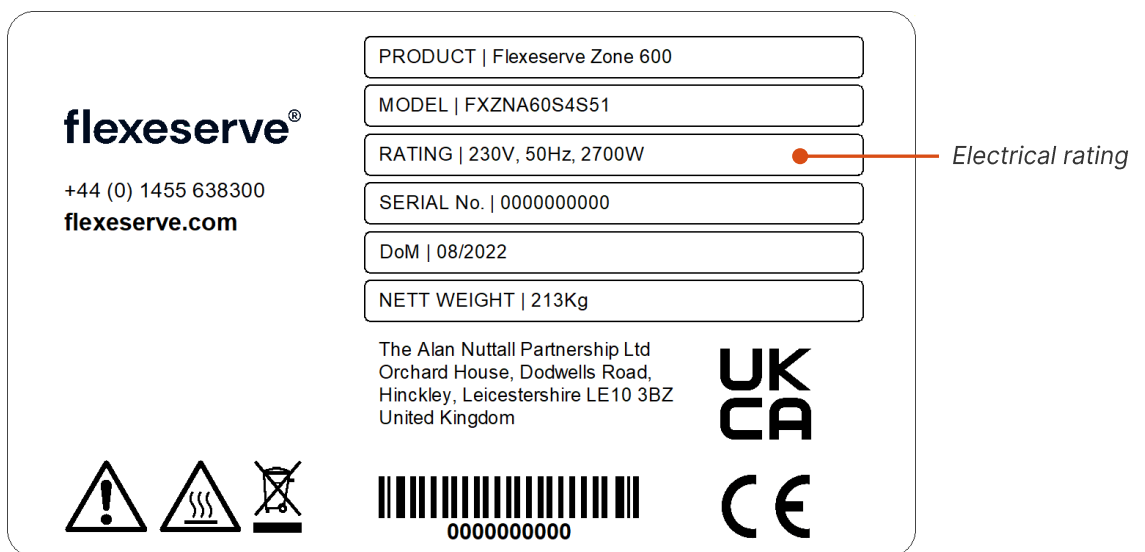 flexeserve®
+44 (0) 1455 638300
flexeserve.com
PRODUCT | Flexeserve Zone 600
MODEL | FXZNA60S4S51
RATING | 230V, 50Hz, 2700W
Electrical rating
SERIAL No. | 0000000000
DoM | 08/2022
NETT WEIGHT | 213Kg
The Alan Nuttall Partnership Ltd
Orchard House, Dodwells Road,
Hinckley, Leicestershire LE10 3BZ
United Kingdom
UK
CA
0000000000
CE